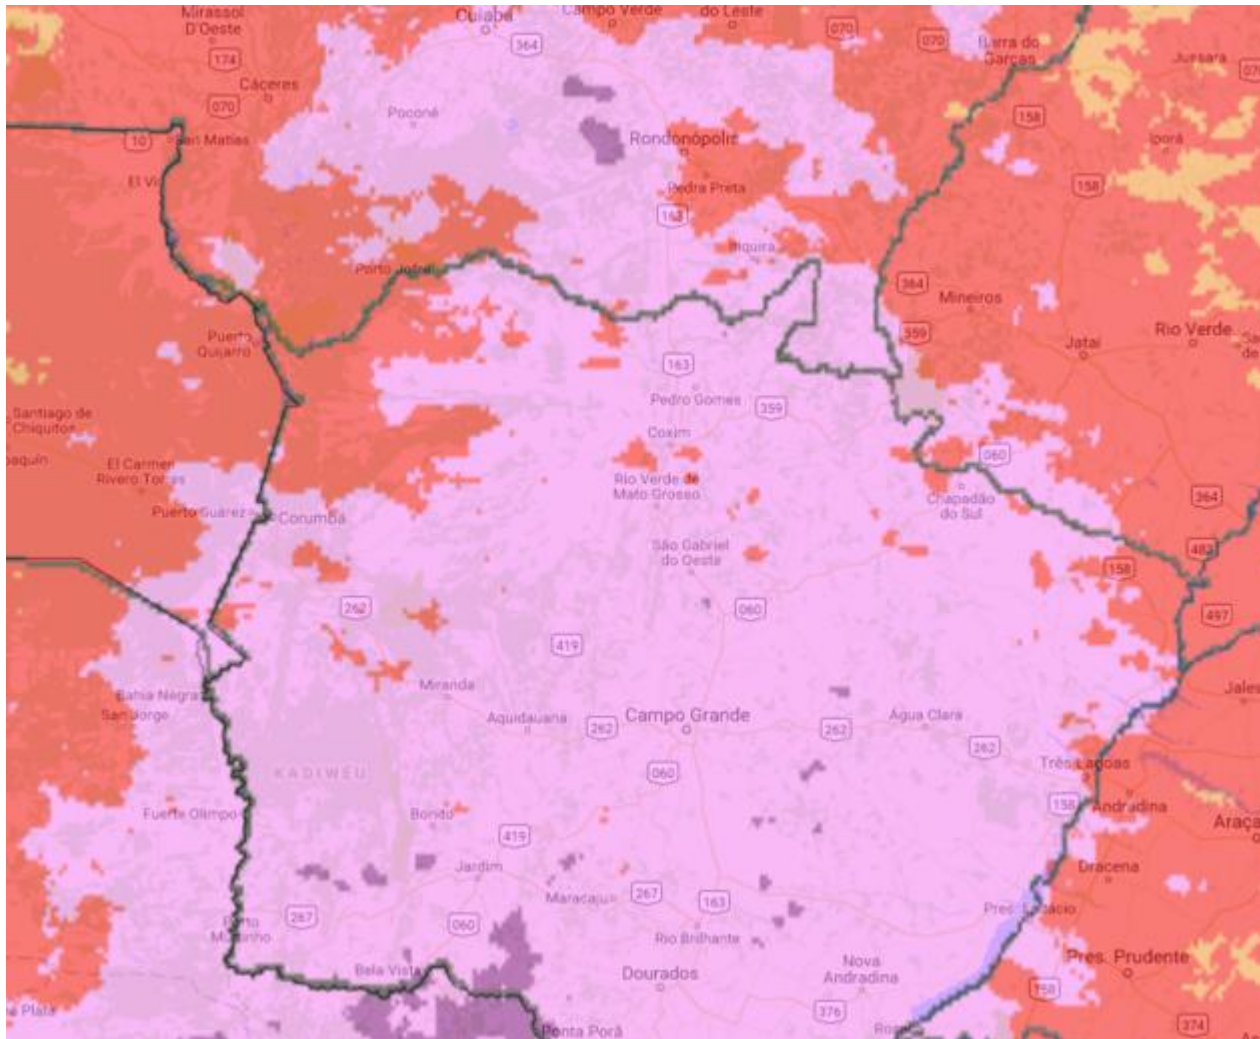 Mirassol
D'Oeste
Cuiabá
Campo Verde
do Leste
364
070
070
070
Barra do
Garças
Jussara
174
Cáceres
070
Poconé
158
10
San Matías
Rondonópolis
Iporá
Pedra Preta
158
163
Itiquira
Porto Jofre
364
Mineiros
Puerto
Quijarro
359
Rio Verde
Jataí
163
Pedro Gomes
359
Santiago de
Chiquitos
Coxim
El Carmen
Rivero Torres
060
Rio Verde de
Mato Grosso
Chapadão
do Sul
364
Puerto Suarez
Corumbá
São Gabriel
do Oeste
483
158
262
060
497
419
Miranda
Bahía Negra
San Jorge
Aquidauana
262
Campo Grande
262
Água Clara
262
KADIWÉU
060
Três Lagoas
158
Andradina
Fuerte Olimpo
Bonito
419
Jardim
Dracena
Maracaju
267
163
267
060
Porto
Murtinho
Rio Brilhante
Bela Vista
Dourados
Nova
Andradina
Pres. Prudente
158
376
374
Ponta Porã